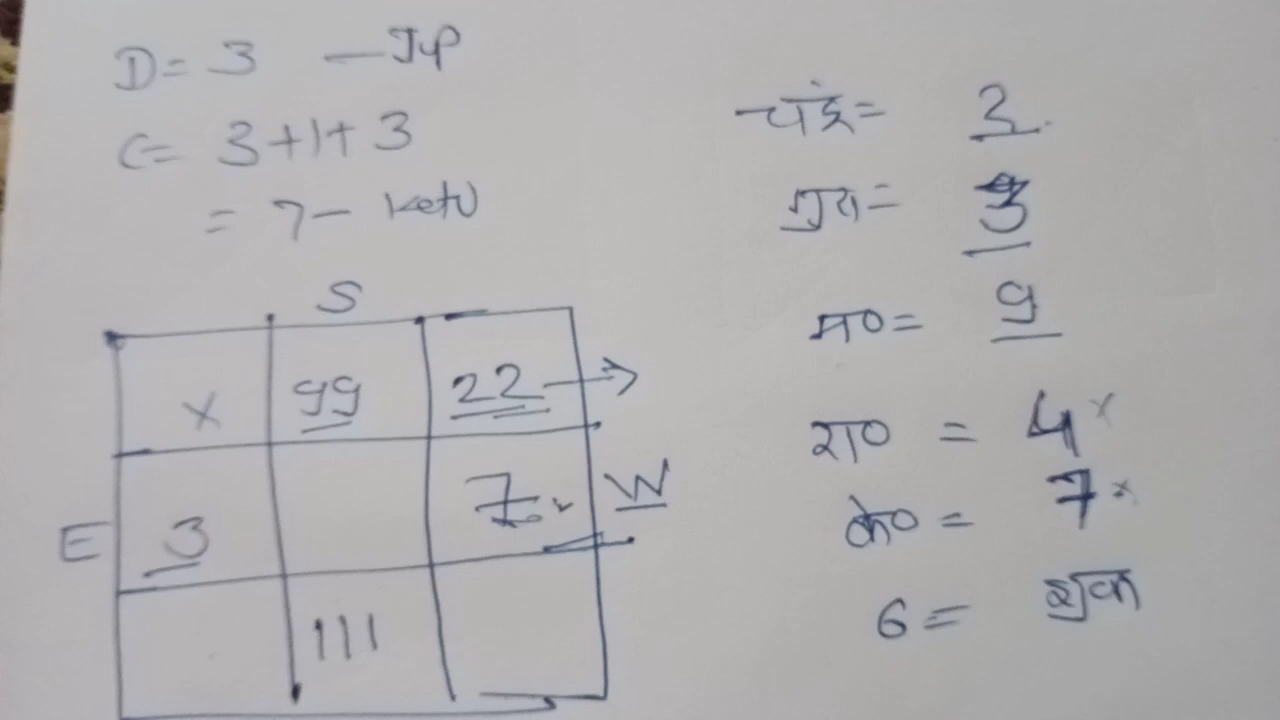 D= 3 — Jup
C= 3+1+3
= 7 - Ketu
S
x 99 22 →
E 3 7 W
111
चंद्र= 2
गुरु= 3
म०= 9
रा० = 4 x
के० = 7 x
6 = शुक्र